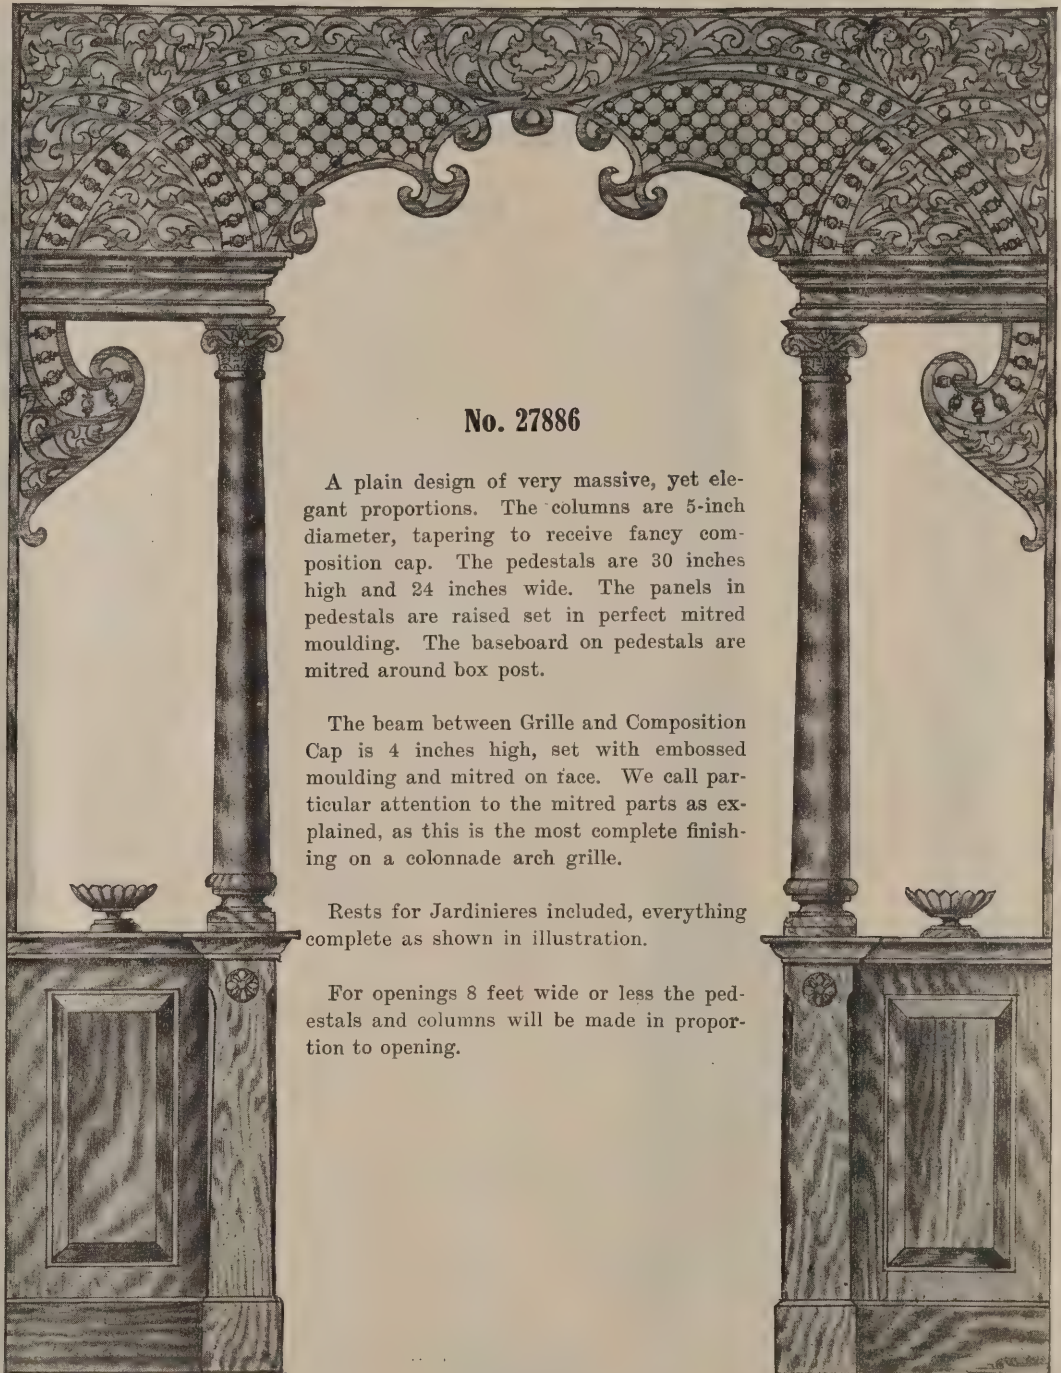 No. 27886
A plain design of very massive, yet ele-
gant proportions. The columns are 5-inch
diameter, tapering to receive fancy com-
position cap. The pedestals are 30 inches
high and 24 inches wide. The panels in
pedestals are raised set in perfect mitred
moulding. The baseboard on pedestals are
mitred around box post.
The beam between Grille and Composition
Cap is 4 inches high, set with embossed
moulding and mitred on face. We call par-
ticular attention to the mitred parts as ex-
plained, as this is the most complete finish-
ing on a colonnade arch grille.
Rests for Jardinieres included, everything
complete as shown in illustration.
For openings 8 feet wide or less the ped-
estals and columns will be made in propor-
tion to opening.